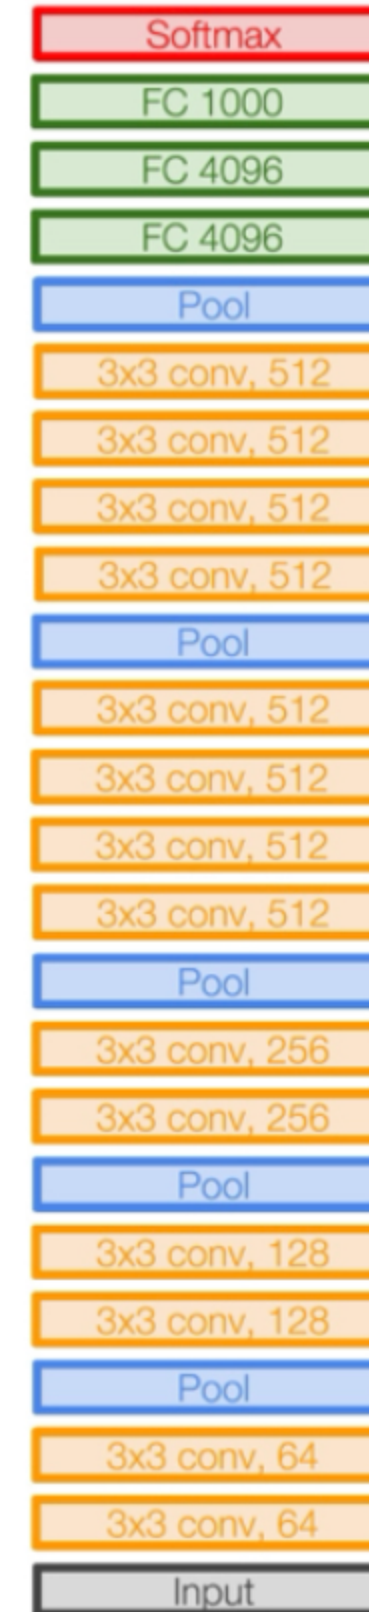 Softmax
FC 1000
FC 4096
FC 4096
Pool
3x3 conv, 512
3x3 conv, 512
3x3 conv, 512
3x3 conv, 512
Pool
3x3 conv, 512
3x3 conv, 512
3x3 conv, 512
3x3 conv, 512
Pool
3x3 conv, 256
3x3 conv, 256
Pool
3x3 conv, 128
3x3 conv, 128
Pool
3x3 conv, 64
3x3 conv, 64
Input